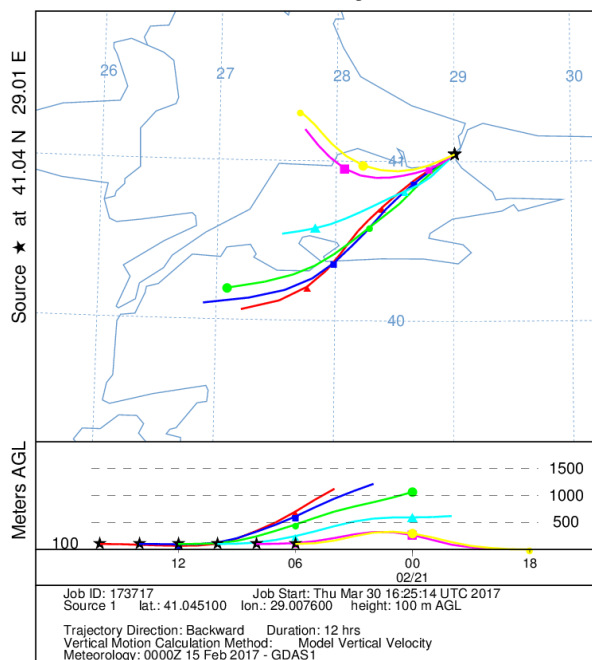 26
27
28
29
30
41
40
Source ★ at 41.04 N 29.01 E
Meters AGL
1500
1000
500
100
12 06 00 18
02/21
Job ID: 173717 Job Start: Thu Mar 30 16:25:14 UTC 2017
Source 1 lat.: 41.045100 lon.: 29.007600 height: 100 m AGL
Trajectory Direction: Backward Duration: 12 hrs
Vertical Motion Calculation Method: Model Vertical Velocity
Meteorology: 0000Z 15 Feb 2017 - GDAS1